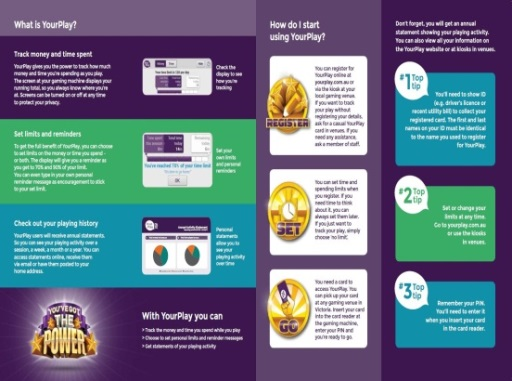 What is YourPlay?
Track money and time spent
YourPlay gives you the power to track how much
money and time you're spending as you play.
The screen at your gaming machine displays your
running total, so you always know where you're
at. Screens can be turned on or off at any time
to protect your privacy.
Check the
display to
see how
you're
tracking
Set limits and reminders
To get the full benefit of YourPlay, you can choose
to set limits on the money or time you spend -
or both. The display will give you a reminder as
you get to 70% and 90% of your limit.
You can even type in your own personal
reminder message as encouragement to stick
to your set limit.
You've reached 70% of your time limit
OK
Set your
own limits
and personal
reminders
Check out your playing history
YourPlay users will receive annual statements.
So you can see your playing activity over a
session, a week, a month or a year. You can
access statements online, receive them
via email or have them posted to your
home address.
Personal
statements
allow you to
see your
playing activity
over time
YOU'VE GOT
THE
POWER
With YourPlay you can
Track the money and time you spend while you play
Choose to set personal limits and reminder messages
Get statements of your playing activity
How do I start
using YourPlay?
REGISTER
You can register for
YourPlay online at
yourplay.com.au or
via the kiosk at your
local gaming venue.
If you want to track
your play without
registering your details,
ask for a casual YourPlay
card in venues. If you
need any assistance,
ask a member of staff.
SET
You can set time and
spending limits when
you register. If you
need time to think
about it, you can
always set them later.
If you just want to
track your play, simply
choose 'no limit'.
GO
You need a card to
access YourPlay. You
can pick up your card
at any gaming venue in
Victoria. Insert your card
into the card reader at
the gaming machine,
enter your PIN and
you're ready to go.
Don't forget, you will get an annual
statement showing your playing activity.
You can also view all your information on
the YourPlay website or at kiosks in venues.
#1 Top
tip
You'll need to show ID
(e.g. driver's licence or
recent utility bill) to collect your
registered card. The first and last
names on your ID must be identical
to the name you used to register
for YourPlay.
#2 Top
tip
Set or change your
limits at any time.
Go to yourplay.com.au
or use the kiosks
in venues.
#3 Top
tip
Remember your PIN.
You'll need to enter it
when you insert your card
in the card reader.